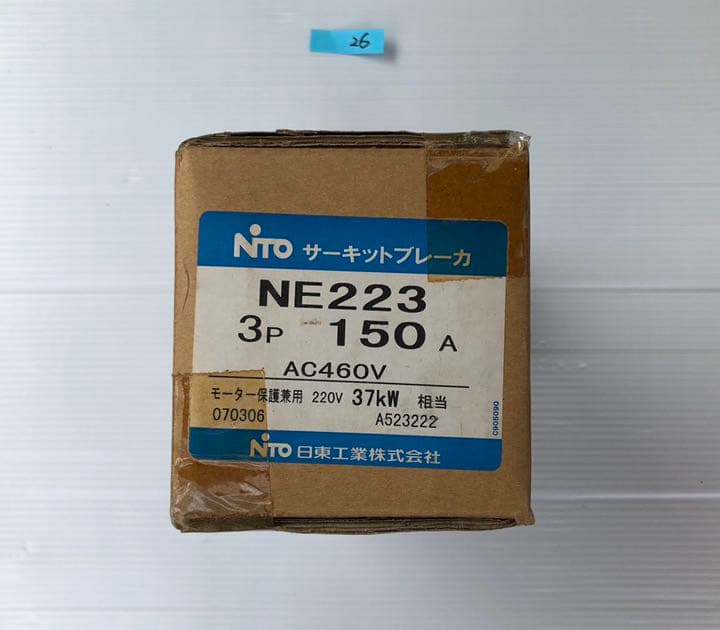 26
NITO サーキットブレーカ
NE223
3P 150 A
AC460V
モーター保護兼用 220V 37kW 相当
070306 A523222
C905090
NITO 日東工業株式会社